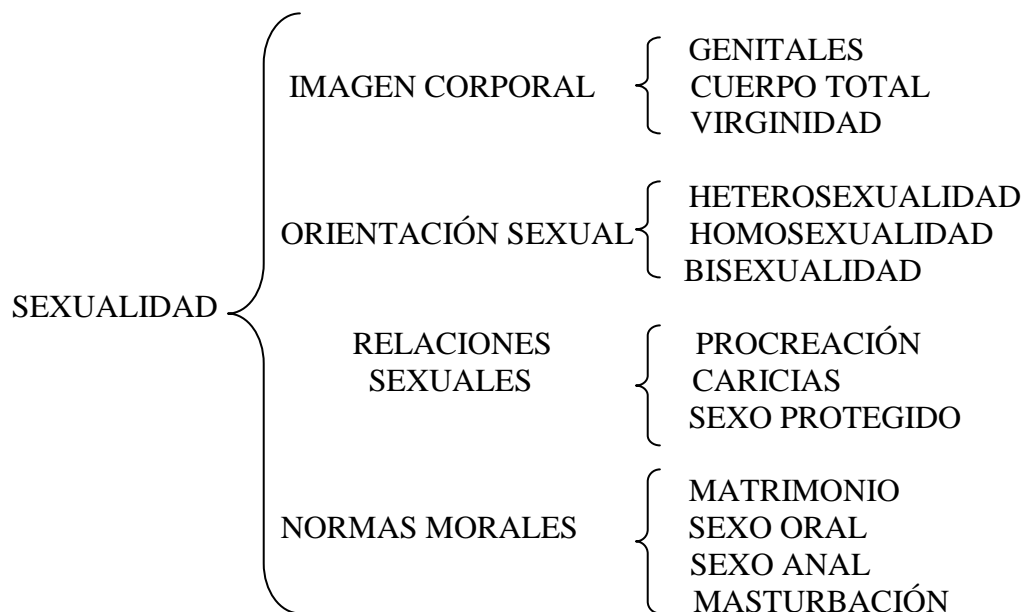 GENITALES
IMAGEN CORPORAL
CUERPO TOTAL
VIRGINIDAD
HETEROSEXUALIDAD
ORIENTACIÓN SEXUAL
HOMOSEXUALIDAD
BISEXUALIDAD
SEXUALIDAD
RELACIONES
SEXUALES
PROCREACIÓN
CARICIAS
SEXO PROTEGIDO
MATRIMONIO
NORMAS MORALES
SEXO ORAL
SEXO ANAL
MASTURBACIÓN